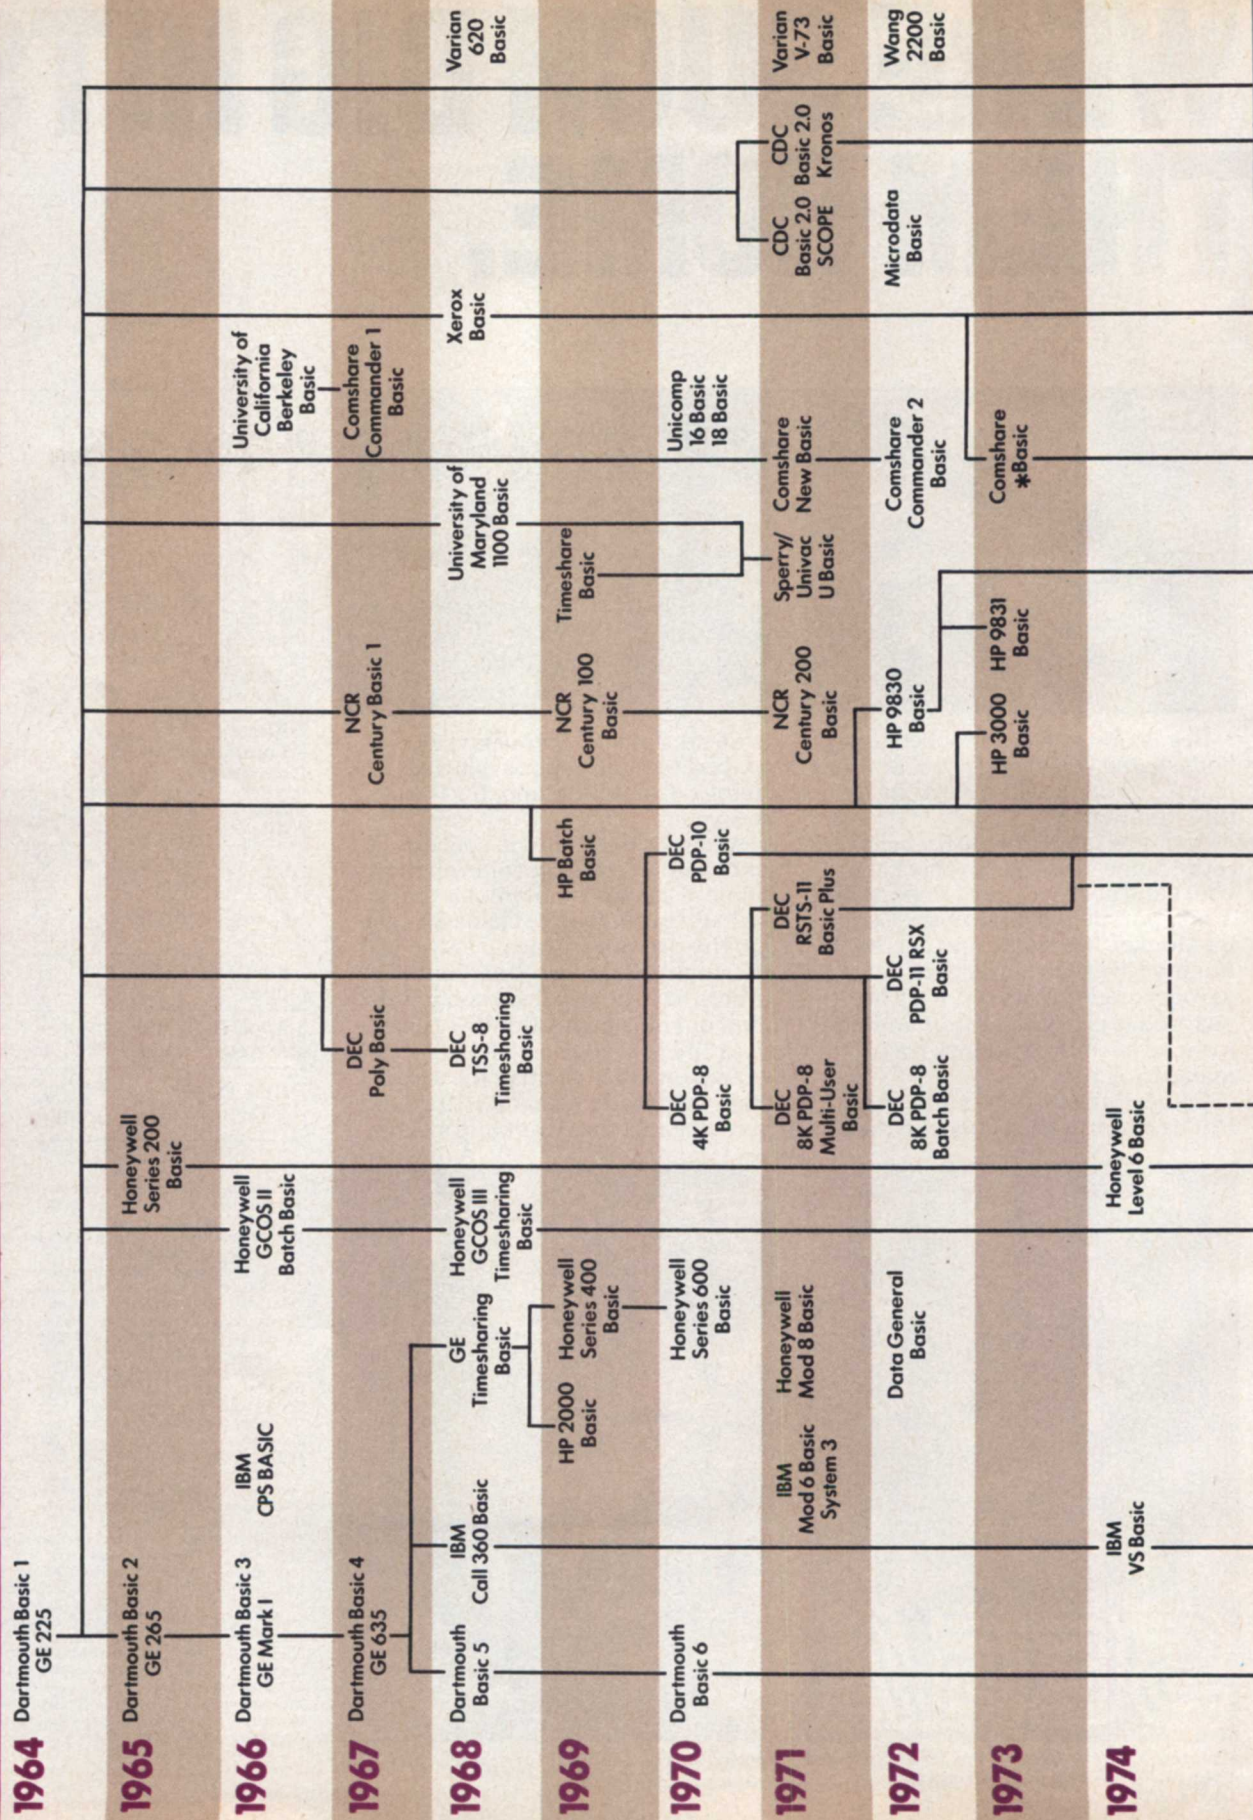 1964
Dartmouth Basic 1
GE 225
1965
Dartmouth Basic 2
GE 265
Honeywell
Series 200
Basic
1966
Dartmouth Basic 3
GE Mark I
IBM
CPS BASIC
Honeywell
GCOS II
Batch Basic
University of
California
Berkeley
Basic
1967
Dartmouth Basic 4
GE 635
DEC
Poly Basic
NCR
Century Basic 1
Comshare
Commander 1
Basic
1968
Dartmouth
Basic 5
IBM
Call 360 Basic
GE
Timesharing
Basic
Honeywell
GCOS III
Timesharing
Basic
DEC
TSS-8
Timesharing
Basic
University of
Maryland
1100 Basic
Xerox
Basic
Varian
620
Basic
1969
HP 2000
Basic
Honeywell
Series 400
Basic
HP Batch
Basic
NCR
Century 100
Basic
Timeshare
Basic
1970
Dartmouth
Basic 6
Honeywell
Series 600
Basic
DEC
4K PDP-8
Basic
DEC
PDP-10
Basic
Unicomp
16 Basic
18 Basic
1971
IBM
Mod 6 Basic
System 3
Honeywell
Mod 8 Basic
DEC
8K PDP-8
Multi-User
Basic
DEC
RSTS-11
Basic Plus
NCR
Century 200
Basic
Sperry/
Univac
U Basic
Comshare
New Basic
CDC
Basic 2.0
SCOPE
CDC
Basic 2.0
Kronos
Varian
V-73
Basic
1972
Data General
Basic
DEC
8K PDP-8
Batch Basic
DEC
PDP-11 RSX
Basic
HP 9830
Basic
Comshare
Commander 2
Basic
Microdata
Basic
Wang
2200
Basic
1973
HP 3000
Basic
HP 9831
Basic
Comshare
*Basic
1974
IBM
VS Basic
Honeywell
Level 6 Basic